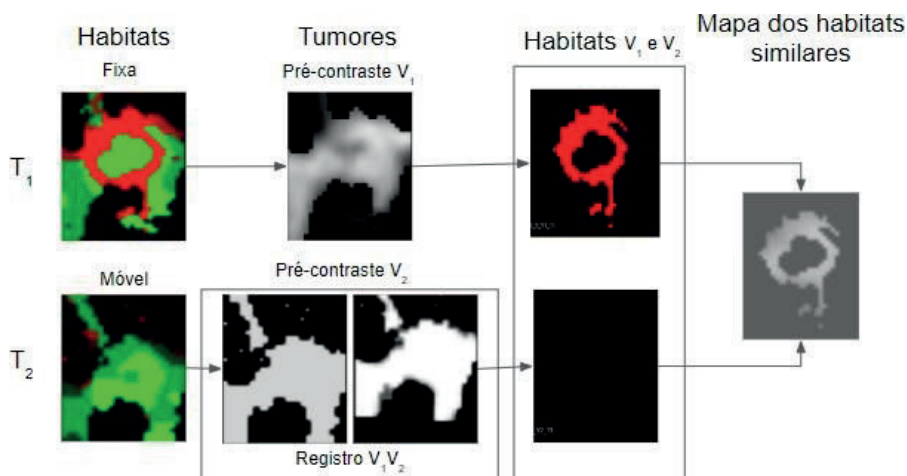 Habitats
Tumores
Habitats V₁ e V₂
Mapa dos habitats
similares
Fixa
Pré-contraste V₁
T₁
Móvel
Pré-contraste V₂
T₂
Registro V₁V₂